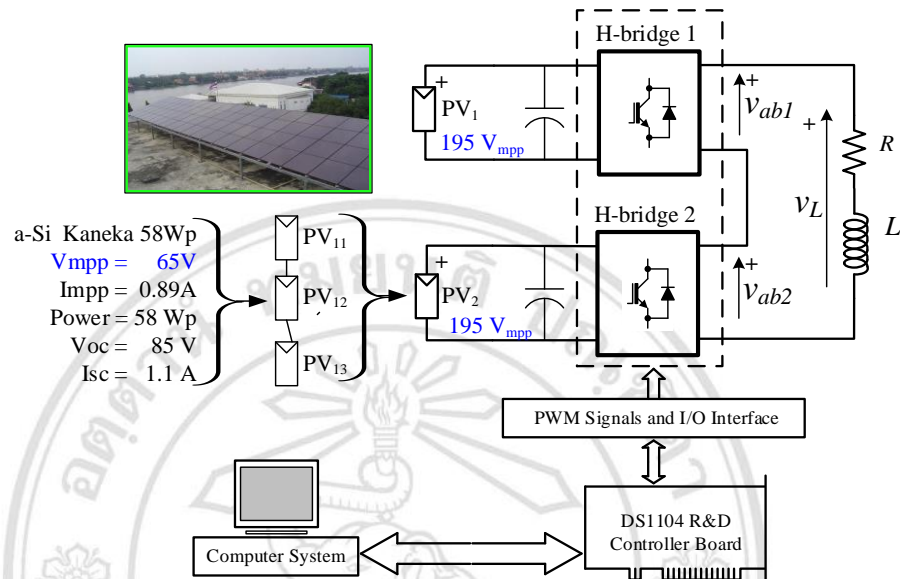 H-bridge 1
+
PV1
195 Vmpp
+
vab1
+
R
vL
L
H-bridge 2
a-Si Kaneka 58Wp
Vmpp = 65V
Impp = 0.89A
Power = 58 Wp
Voc = 85 V
Isc = 1.1 A
PV11
PV12
PV13
+
PV2
195 Vmpp
+
vab2
PWM Signals and I/O Interface
DS1104 R&D
Controller Board
Computer System